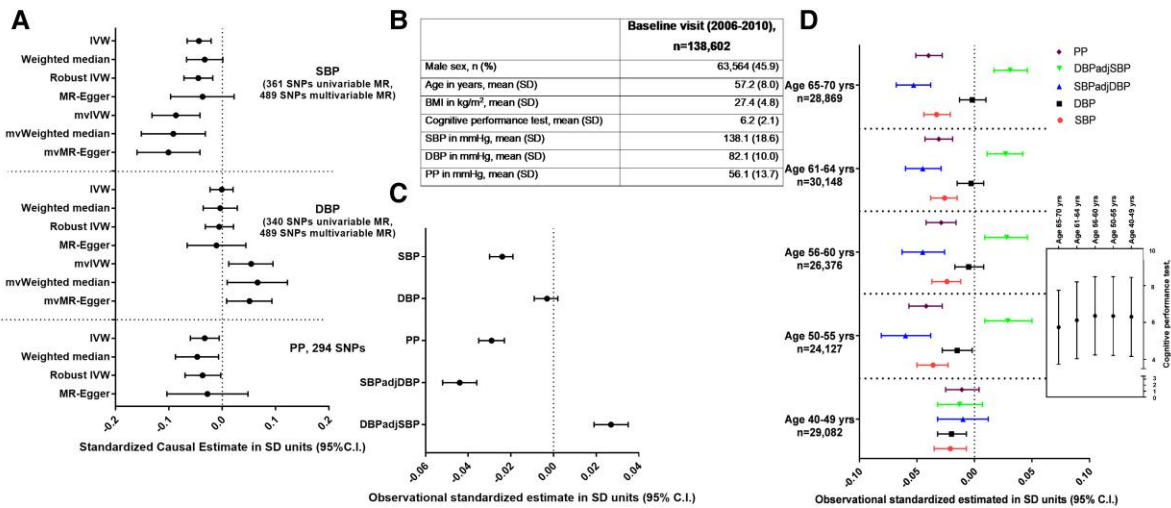 A
IVW
Weighted median
Robust IVW
MR-Egger
mvIVW
mvWeighted median
mvMR-Egger
SBP
(361 SNPs univariable MR,
489 SNPs multivariable MR)
IVW
Weighted median
Robust IVW
MR-Egger
mvIVW
mvWeighted median
mvMR-Egger
DBP
(340 SNPs univariable MR,
489 SNPs multivariable MR)
IVW
Weighted median
Robust IVW
MR-Egger
PP, 294 SNPs
-0.2 -0.1 0.0 0.1 0.2
Standardized Causal Estimate in SD units (95%C.I.)
B
Baseline visit (2006-2010),
n=138,602
Male sex, n (%) 63,564 (45.9)
Age in years, mean (SD) 57.2 (8.0)
BMI in kg/m², mean (SD) 27.4 (4.8)
Cognitive performance test, mean (SD) 6.2 (2.1)
SBP in mmHg, mean (SD) 138.1 (18.6)
DBP in mmHg, mean (SD) 82.1 (10.0)
PP in mmHg, mean (SD) 56.1 (13.7)
C
SBP
DBP
PP
SBPadjDBP
DBPadjSBP
-0.06 -0.04 -0.02 0.00 0.02 0.04
Observational standardized estimate in SD units (95% C.I.)
D
Age 65-70 yrs
n=28,869
Age 61-64 yrs
n=30,148
Age 56-60 yrs
n=26,376
Age 50-55 yrs
n=24,127
Age 40-49 yrs
n=29,082
-0.10 -0.05 0.00 0.05 0.10
Observational standardized estimated in SD units (95% C.I.)
PP
DBPadjSBP
SBPadjDBP
DBP
SBP
Age 65-70 yrs
Age 61-64 yrs
Age 56-60 yrs
Age 50-55 yrs
Age 40-49 yrs
10
8
6
4
3
2
1
0
Cognitive performance test,